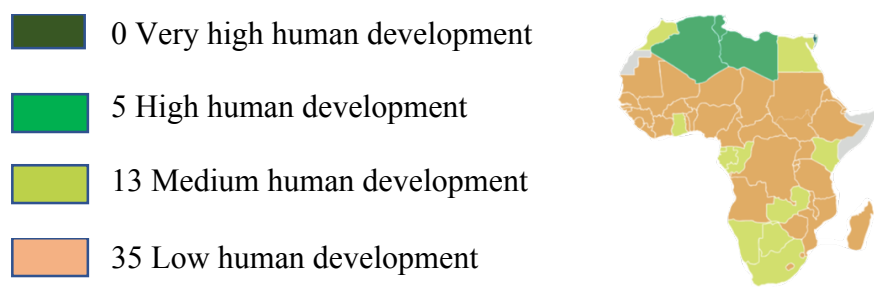 0 Very high human development
5 High human development
13 Medium human development
35 Low human development